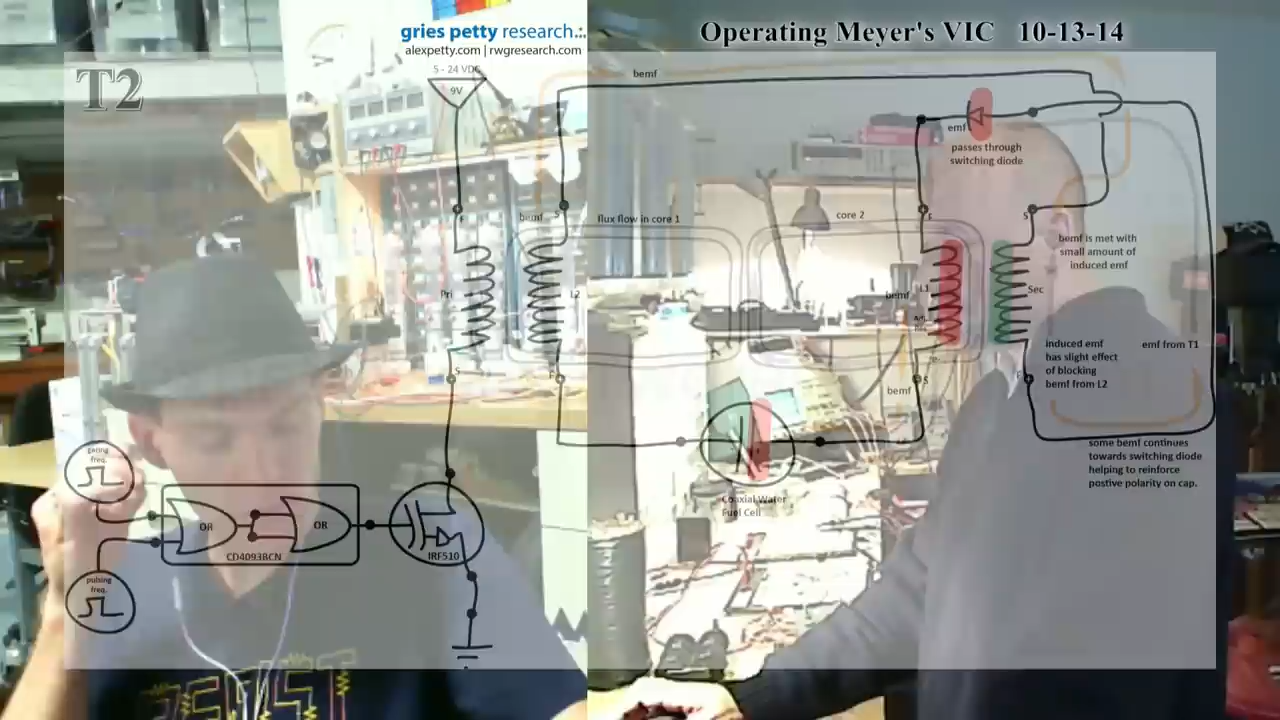 gries petty research.:.
alexpetty.com | rwgresearch.com
Operating Meyer's VIC 10-13-14
T2
5 - 24 VDC
9V
bemf
emf
passes through
switching diode
F
bemf
S
flux flow in core 1
core 2
F
S
bemf is met with
small amount of
induced emf
Pri
L2
bemf
L1
Sec
induced emf
has slight effect
of blocking
bemf from L2
emf from T1
S
F
bemf
S
F
some bemf continues
towards switching diode
helping to reinforce
postive polarity on cap.
gating
freq.
Coaxial Water
Fuel Cell
OR
OR
CD4093BCN
IRF510
pulsing
freq.